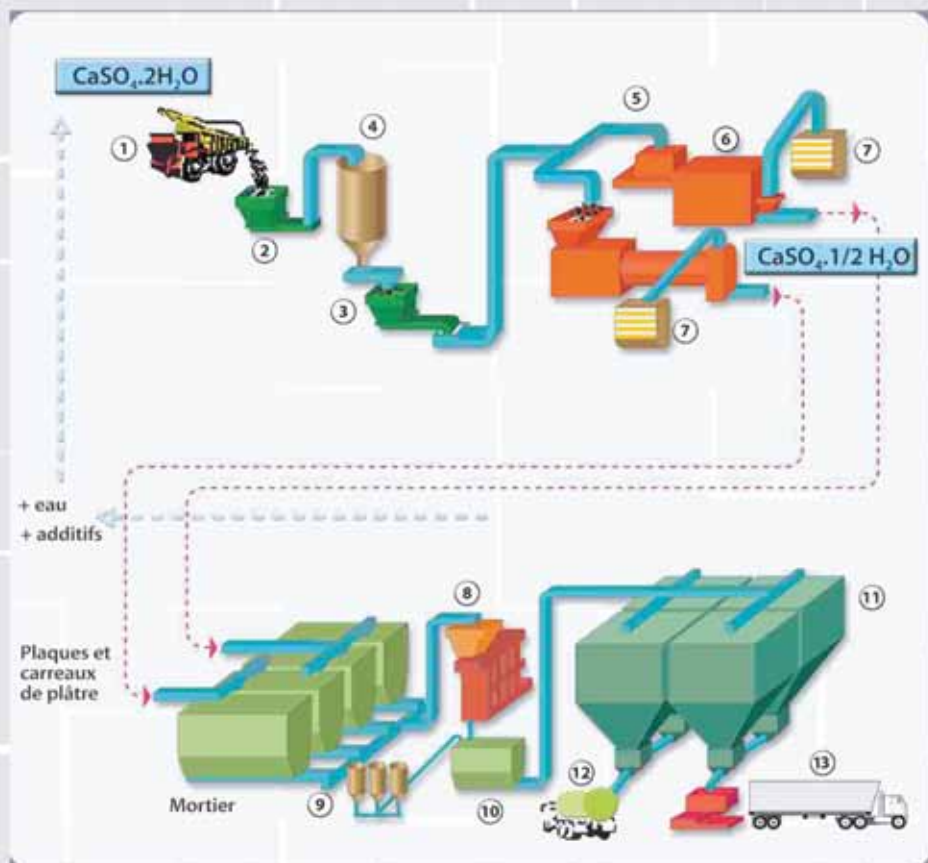 CaSO₄.2H₂O
1
2
3
4
5
6
7
CaSO₄.1/2 H₂O
7
+ eau
+ additifs
Plaques et
carreaux
de plâtre
Mortier
8
9
10
11
12
13